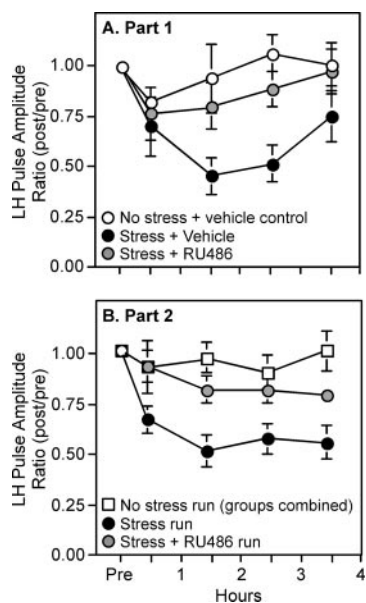 A. Part 1
LH Pulse Amplitude
Ratio (post/pre)
1.00
0.75
0.50
0.25
0.00
No stress + vehicle control
Stress + Vehicle
Stress + RU486
B. Part 2
LH Pulse Amplitude
Ratio (post/pre)
1.00
0.75
0.50
0.25
0.00
No stress run (groups combined)
Stress run
Stress + RU486 run
Pre 1 2 3 4
Hours